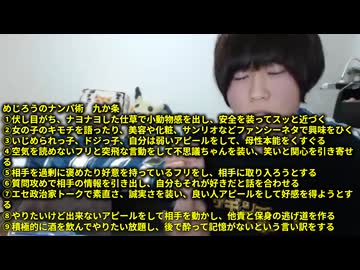 めじろうのナンパ術　九か条
①伏し目がち、ナヨナヨした仕草で小動物感を出し、安全を装ってスッと近づく
②女の子のキモチを語ったり、美容や化粧、サンリオなどファンシーネタで興味をひく
③いじめられっ子、ドジっ子、自分は弱いアピールをして、母性本能をくすぐる
④空気を読めないフリと突飛な言動をして不思議ちゃんを装い、笑いと関心を引き寄せ
る
⑤相手を過剰に褒めたり好意を持っているフリをし、相手に取り入ろうとする
⑥質問攻めで相手の情報を引き出し、自分もそれが好きだと話を合わせる
⑦エセ政治家トークで素直さ、誠実さを装い、良い人アピールをして好感を得ようとす
る
⑧やりたいけど出来ないアピールをして相手を動かし、他責と保身の逃げ道を作る
⑨積極的に酒を飲んでやりたい放題し、後で酔って記憶がないという言い訳をする